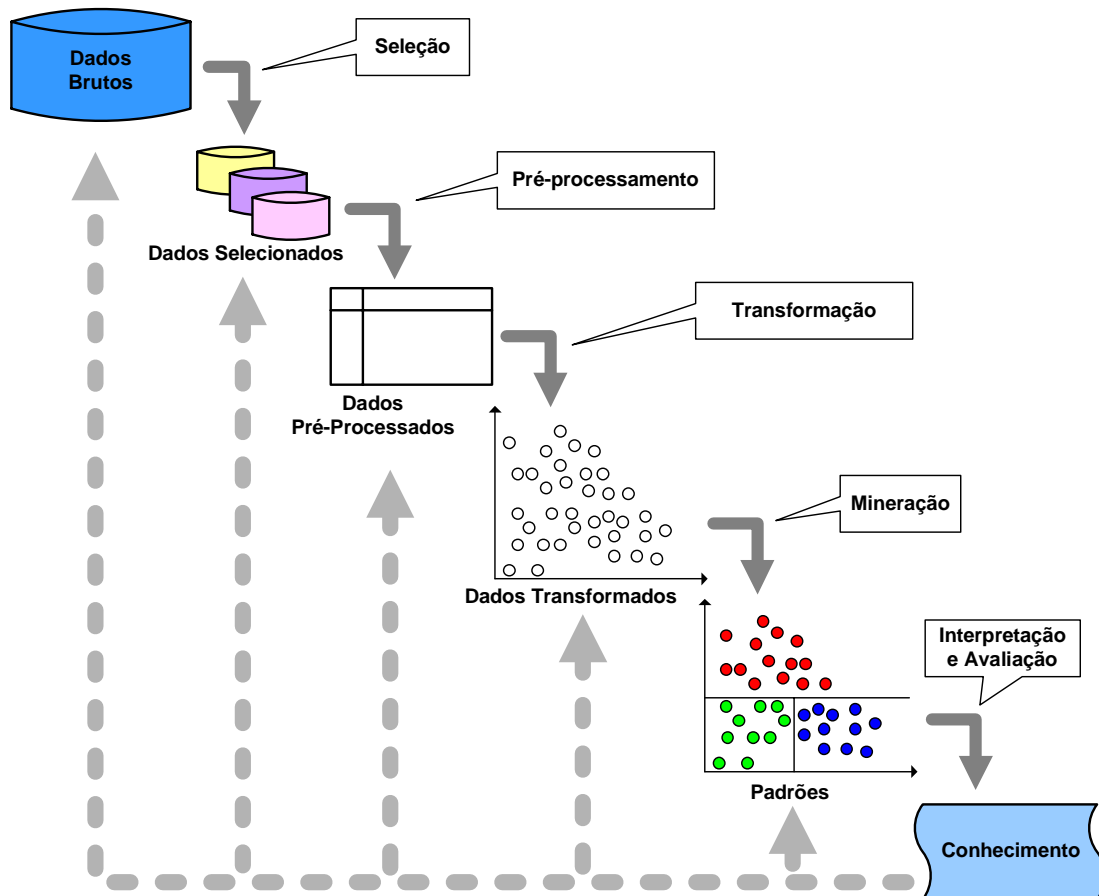 Dados
Brutos
Seleção
Dados Selecionados
Pré-processamento
Dados
Pré-Processados
Transformação
Dados Transformados
Mineração
Padrões
Interpretação
e Avaliação
Conhecimento